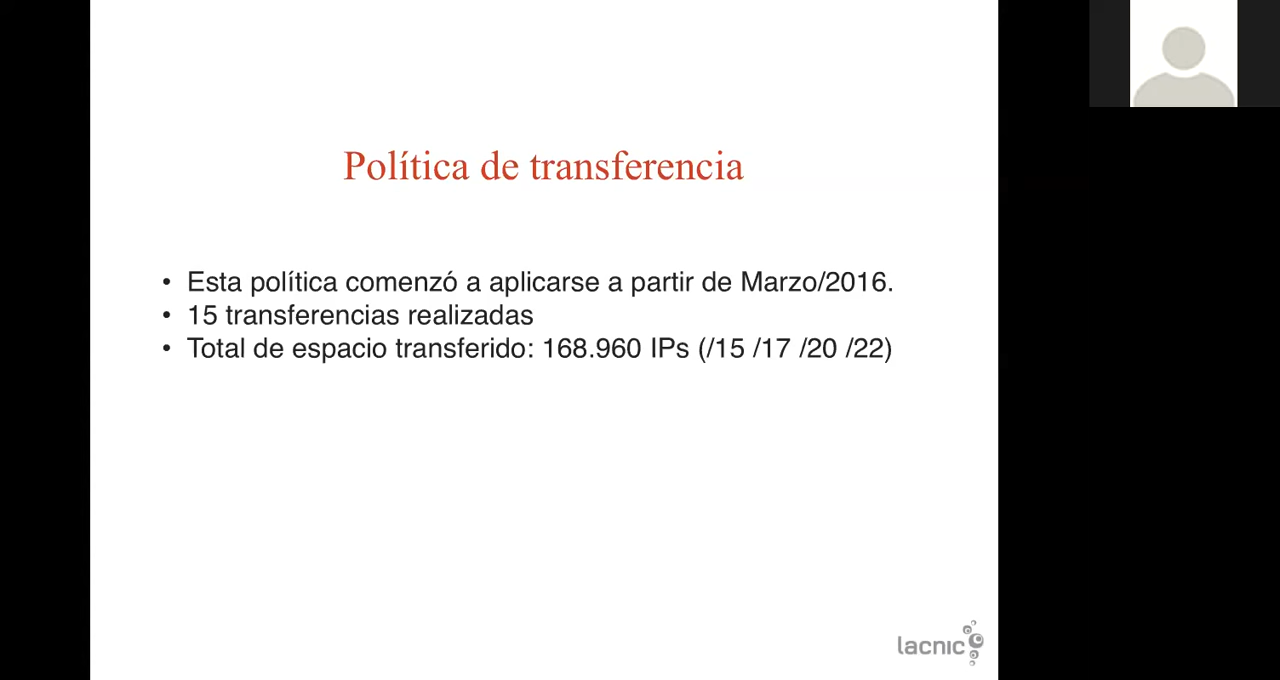 Política de transferencia
• Esta política comenzó a aplicarse a partir de Marzo/2016.
• 15 transferencias realizadas
• Total de espacio transferido: 168.960 IPs (/15 /17 /20 /22)
lacnic